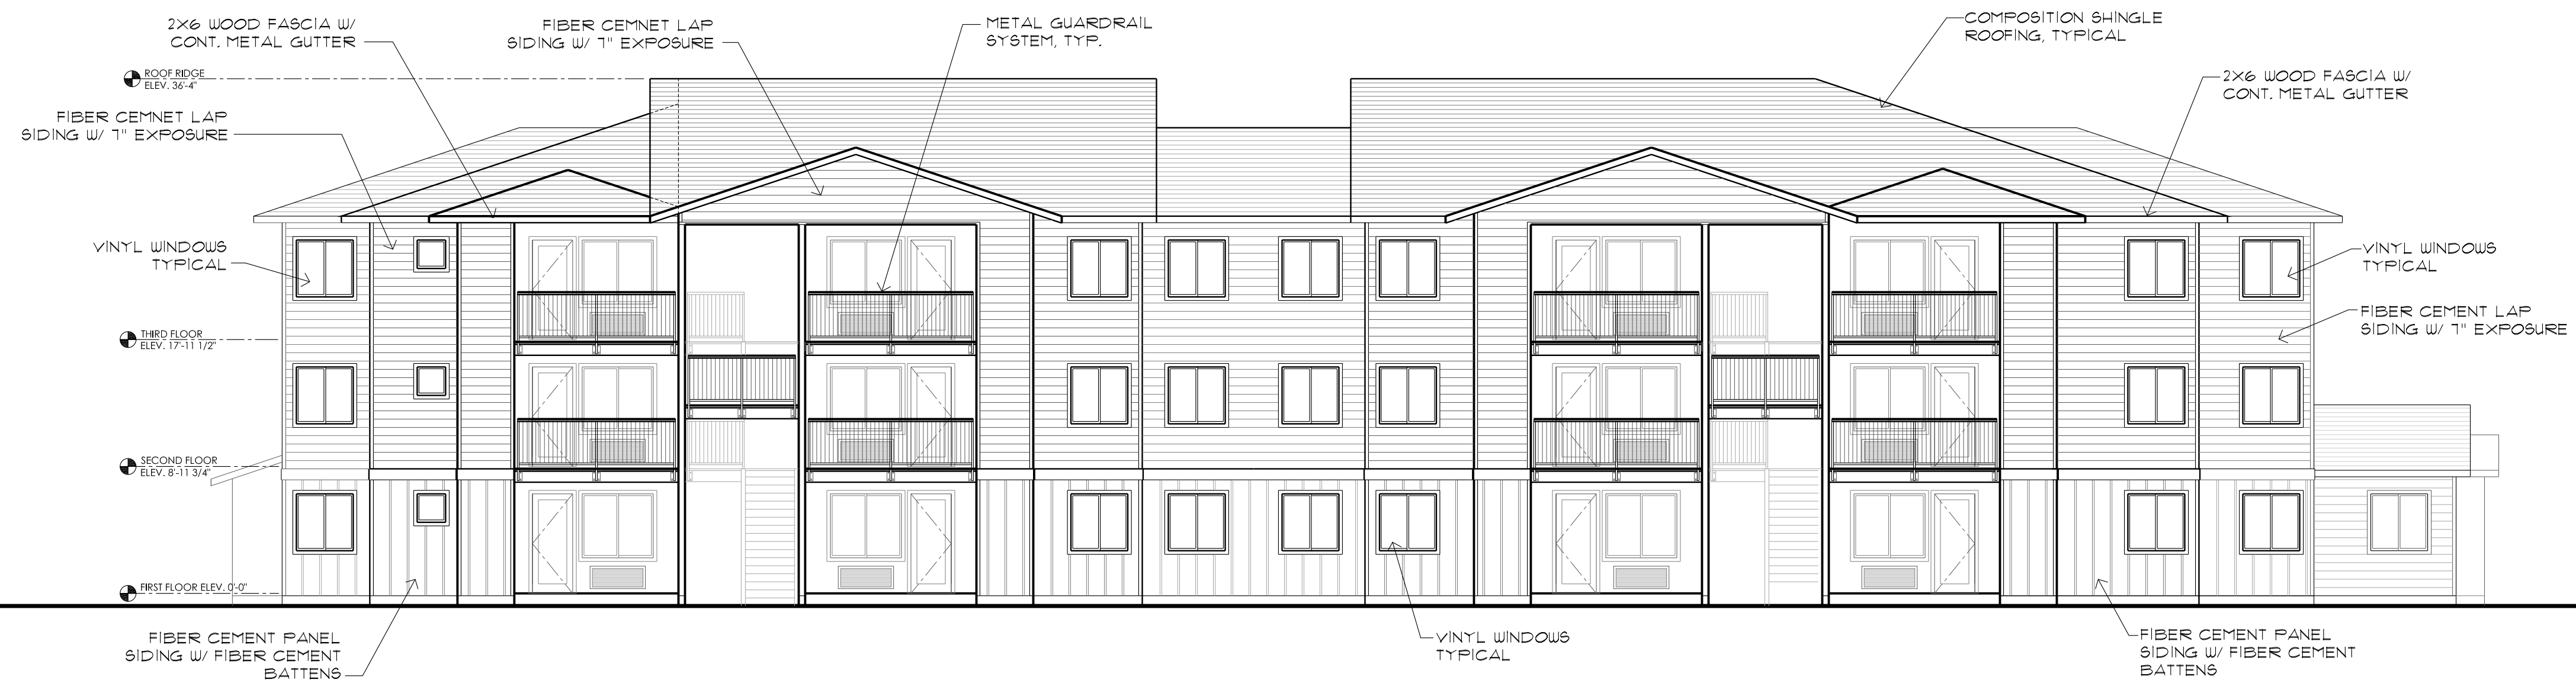 2X6 WOOD FASCIA W/
CONT. METAL GUTTER
FIBER CEMNET LAP
SIDING W/ 7" EXPOSURE
METAL GUARDRAIL
SYSTEM, TYP.
COMPOSITION SHINGLE
ROOFING, TYPICAL
ROOF RIDGE
ELEV. 36'-4"
2X6 WOOD FASCIA W/
CONT. METAL GUTTER
FIBER CEMNET LAP
SIDING W/ 7" EXPOSURE
VINYL WINDOWS
TYPICAL
VINYL WINDOWS
TYPICAL
THIRD FLOOR
ELEV. 17'-11 1/2"
FIBER CEMENT LAP
SIDING W/ 7" EXPOSURE
SECOND FLOOR
ELEV. 8'-11 3/4"
FIRST FLOOR ELEV. 0'-0"
FIBER CEMENT PANEL
SIDING W/ FIBER CEMENT
BATTENS
VINYL WINDOWS
TYPICAL
FIBER CEMENT PANEL
SIDING W/ FIBER CEMENT
BATTENS